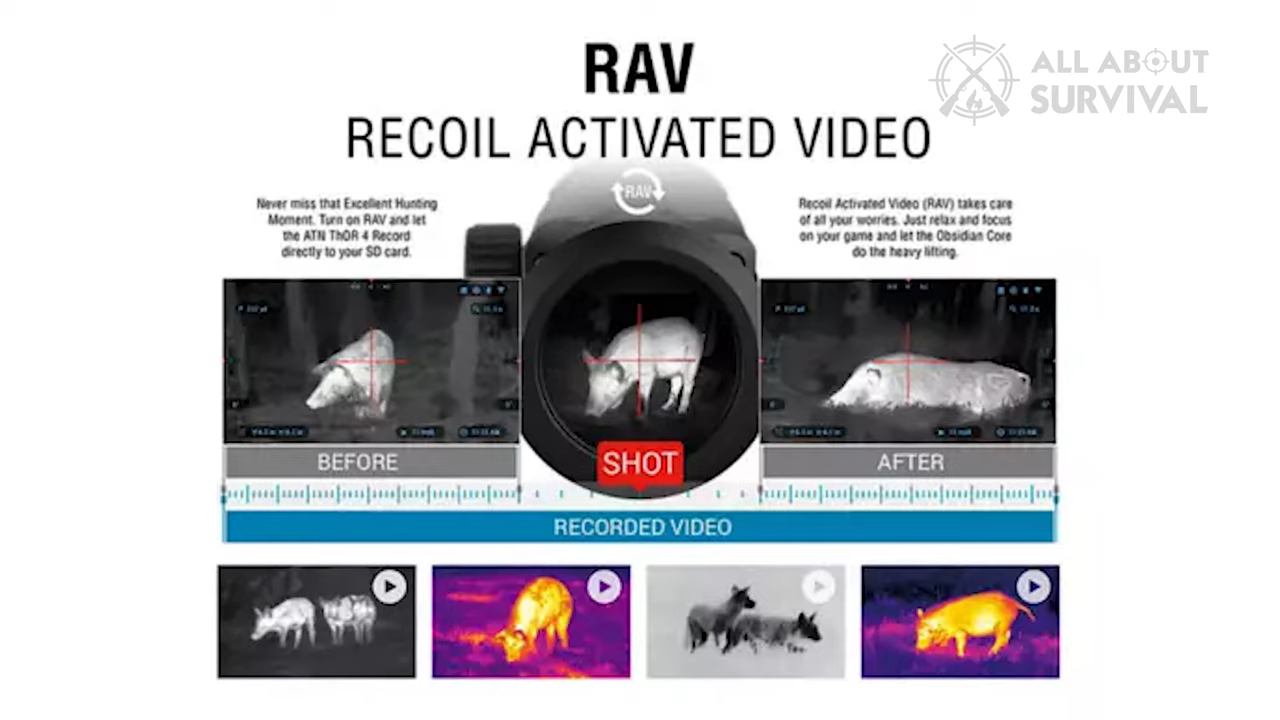 RAV
ALL ABOUT
SURVIVAL
RECOIL ACTIVATED VIDEO
RAV
Never miss that Excellent Hunting
Moment. Turn on RAV and let
the ATN ThOR 4 Record
directly to your SD card.
Recoil Activated Video (RAV) takes care
of all your worries. Just relax and focus
on your game and let the Obsidian Core
do the heavy lifting.
BEFORE
SHOT
AFTER
RECORDED VIDEO